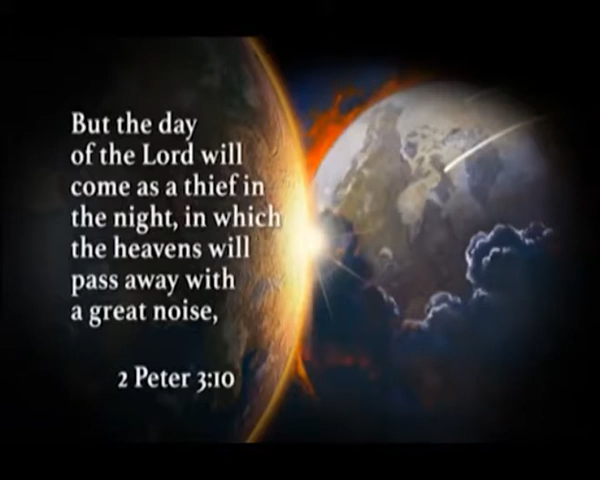 But the day
of the Lord will
come as a thief in
the night, in which
the heavens will
pass away with
a great noise,
2 Peter 3:10